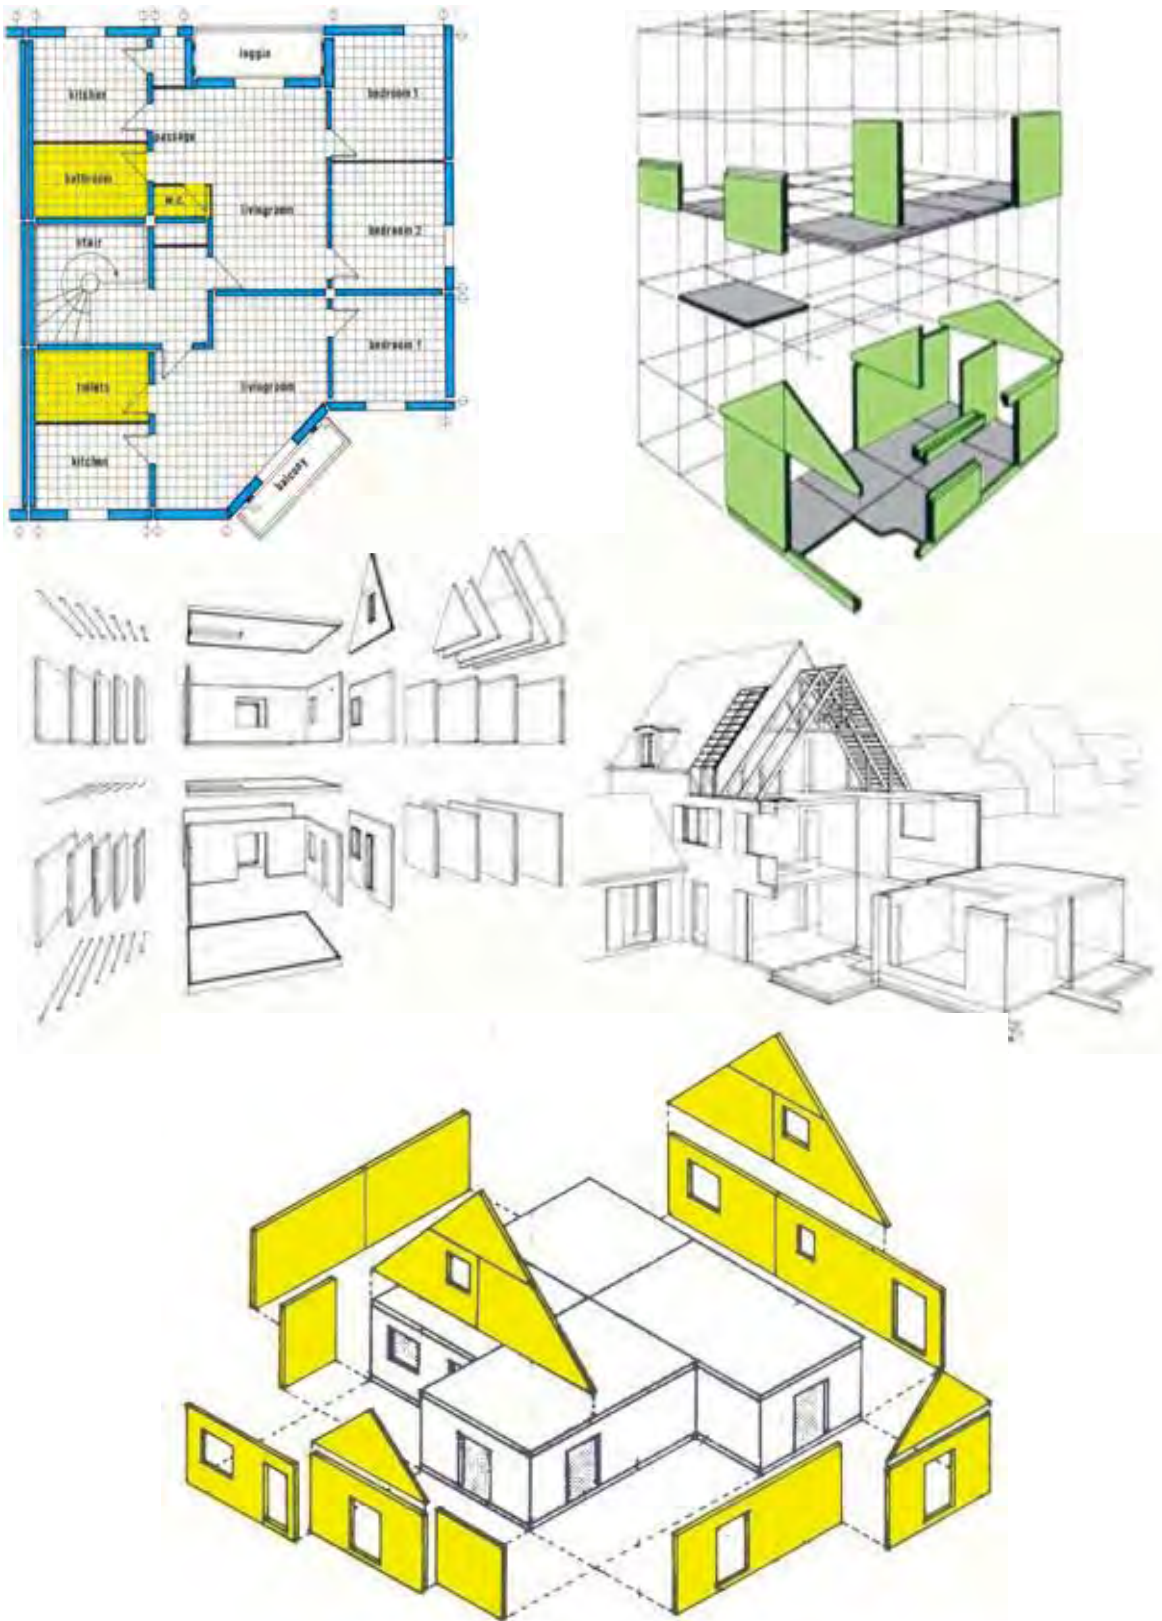 loggia
kitchen
bedroom 1
passage
bathroom
w.c.
livingroom
bedroom 2
stair
bedroom 1
toilets
livingroom
kitchen
balcony